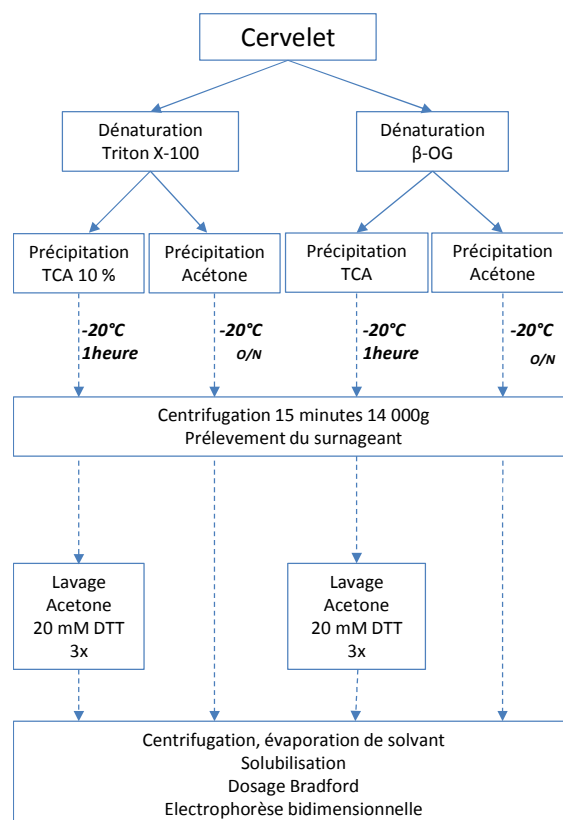 Cervelet
Dénaturation
Triton X-100
Dénaturation
β-OG
Précipitation
TCA 10 %
Précipitation
Acétone
Précipitation
TCA
Précipitation
Acétone
-20°C
1heure
-20°C
O/N
-20°C
1heure
-20°C
O/N
Centrifugation 15 minutes 14 000g
Prélevement du surnageant
Lavage
Acetone
20 mM DTT
3x
Lavage
Acetone
20 mM DTT
3x
Centrifugation, évaporation de solvant
Solubilisation
Dosage Bradford
Electrophorèse bidimensionnelle